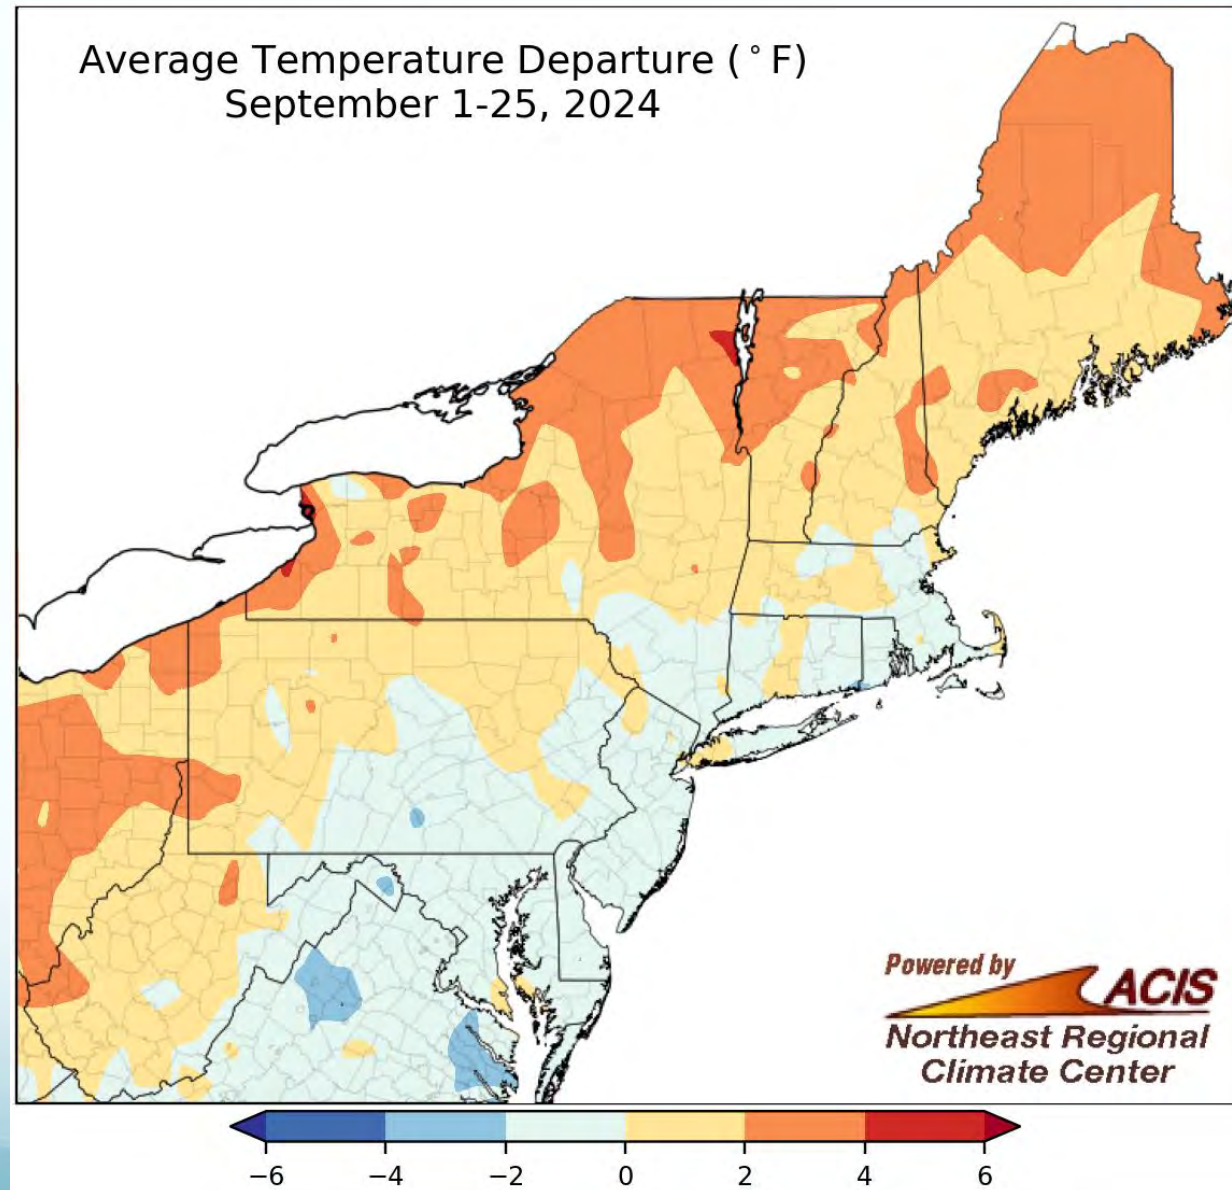 Average Temperature Departure (°F)
September 1-25, 2024
Powered by
ACIS
Northeast Regional
Climate Center
−6 −4 −2 0 2 4 6